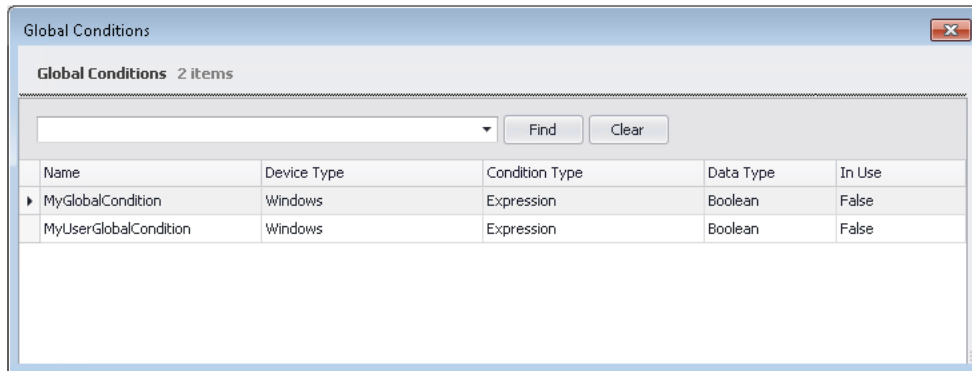 Global Conditions
Global Conditions 2 items
Find Clear
Name Device Type Condition Type Data Type In Use
MyGlobalCondition Windows Expression Boolean False
MyUserGlobalCondition Windows Expression Boolean False